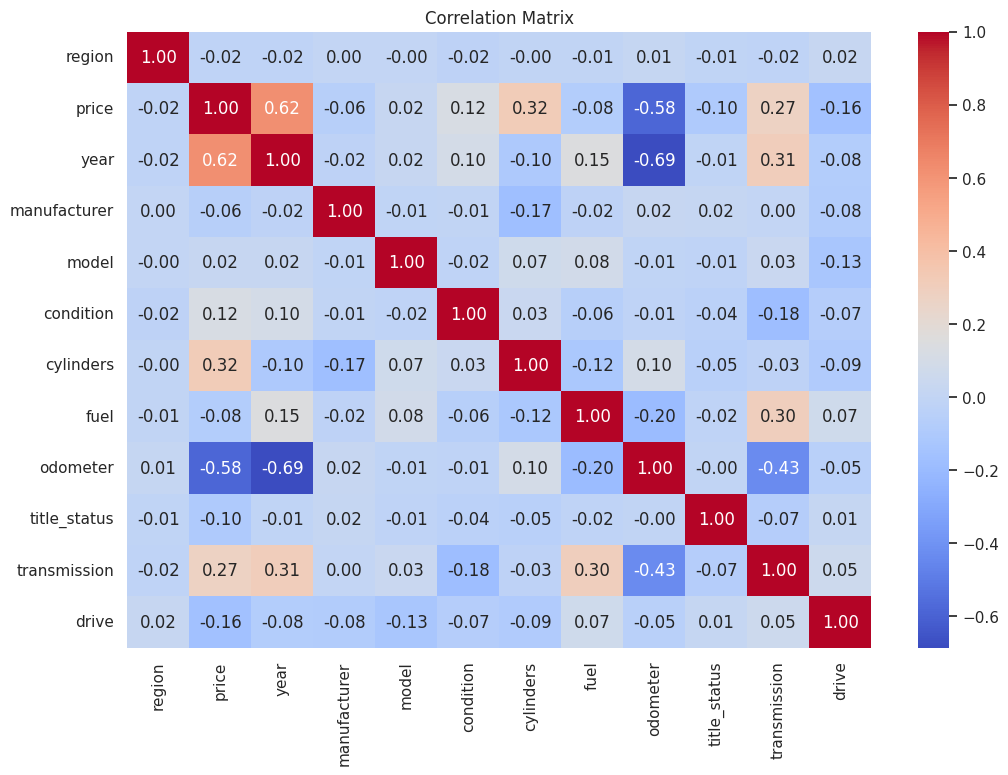 Correlation Matrix
region 1.00 -0.02 -0.02 0.00 -0.00 -0.02 -0.00 -0.01 0.01 -0.01 -0.02 0.02
price -0.02 1.00 0.62 -0.06 0.02 0.12 0.32 -0.08 -0.58 -0.10 0.27 -0.16
year -0.02 0.62 1.00 -0.02 0.02 0.10 -0.10 0.15 -0.69 -0.01 0.31 -0.08
manufacturer 0.00 -0.06 -0.02 1.00 -0.01 -0.01 -0.17 -0.02 0.02 0.02 0.00 -0.08
model -0.00 0.02 0.02 -0.01 1.00 -0.02 0.07 0.08 -0.01 -0.01 0.03 -0.13
condition -0.02 0.12 0.10 -0.01 -0.02 1.00 0.03 -0.06 -0.01 -0.04 -0.18 -0.07
cylinders -0.00 0.32 -0.10 -0.17 0.07 0.03 1.00 -0.12 0.10 -0.05 -0.03 -0.09
fuel -0.01 -0.08 0.15 -0.02 0.08 -0.06 -0.12 1.00 -0.20 -0.02 0.30 0.07
odometer 0.01 -0.58 -0.69 0.02 -0.01 -0.01 0.10 -0.20 1.00 -0.00 -0.43 -0.05
title_status -0.01 -0.10 -0.01 0.02 -0.01 -0.04 -0.05 -0.02 -0.00 1.00 -0.07 0.01
transmission -0.02 0.27 0.31 0.00 0.03 -0.18 -0.03 0.30 -0.43 -0.07 1.00 0.05
drive 0.02 -0.16 -0.08 -0.08 -0.13 -0.07 -0.09 0.07 -0.05 0.01 0.05 1.00
region price year manufacturer model condition cylinders fuel odometer title_status transmission drive
1.0
0.8
0.6
0.4
0.2
0.0
−0.2
−0.4
−0.6